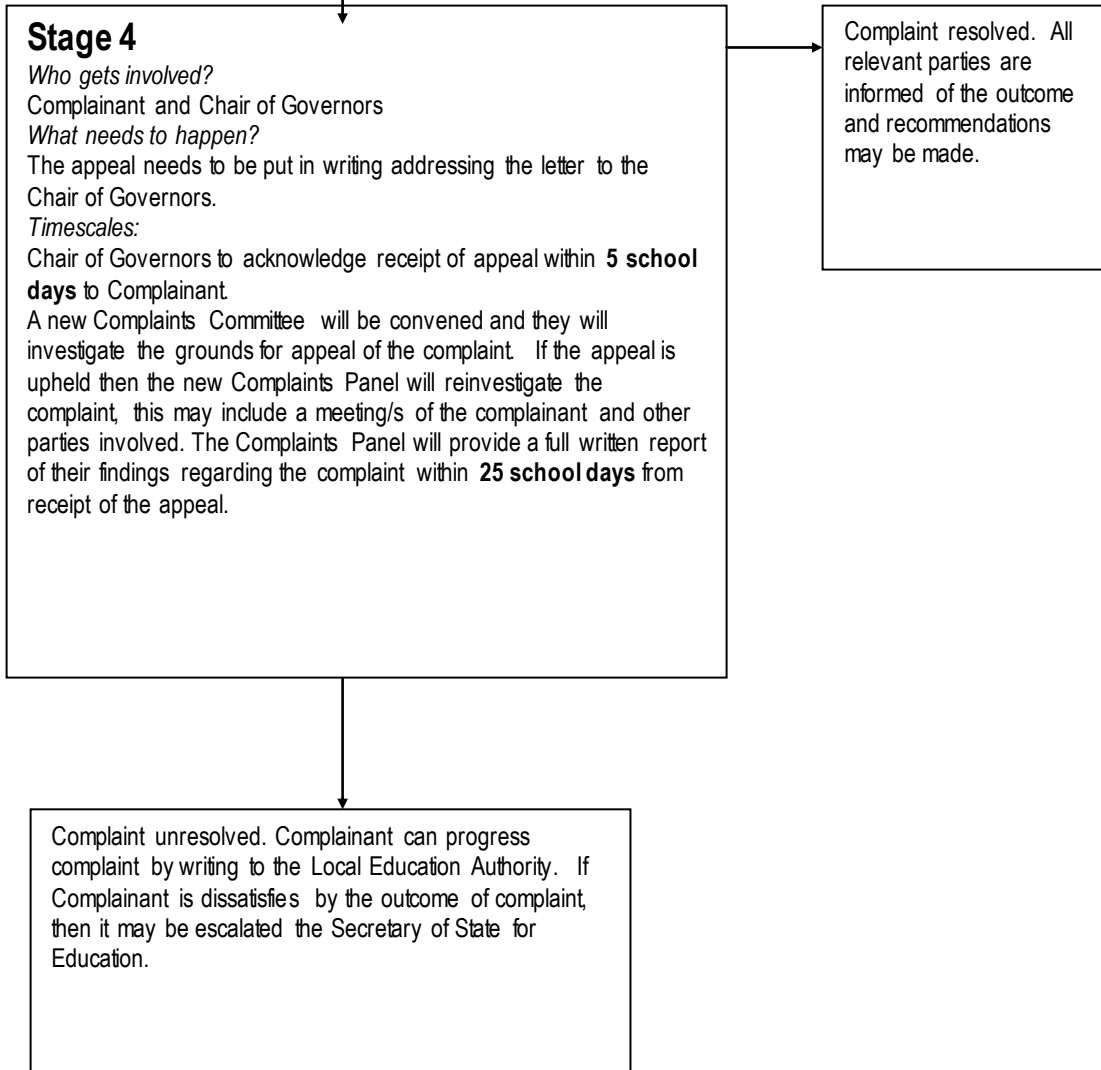 Stage 4
Who gets involved?
Complainant and Chair of Governors
What needs to happen?
The appeal needs to be put in writing addressing the letter to the
Chair of Governors.
Timescales:
Chair of Governors to acknowledge receipt of appeal within 5 school
days to Complainant.
A new Complaints Committee will be convened and they will
investigate the grounds for appeal of the complaint. If the appeal is
upheld then the new Complaints Panel will reinvestigate the
complaint, this may include a meeting/s of the complainant and other
parties involved. The Complaints Panel will provide a full written report
of their findings regarding the complaint within 25 school days from
receipt of the appeal.
Complaint resolved. All
relevant parties are
informed of the outcome
and recommendations
may be made.
Complaint unresolved. Complainant can progress
complaint by writing to the Local Education Authority. If
Complainant is dissatisfies by the outcome of complaint,
then it may be escalated the Secretary of State for
Education.